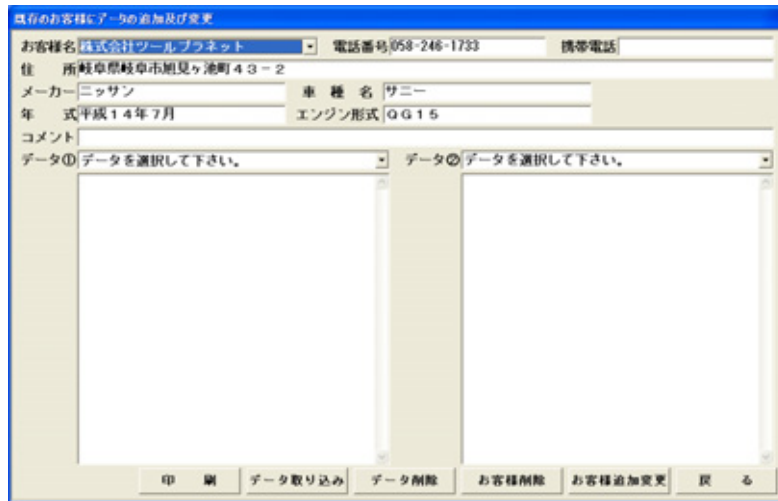 既存のお客様にデータの追加及び変更
お客様名 株式会社ツールプラネット 電話番号 058-246-1733 携帯電話
住　所 岐阜県岐阜市旭見ヶ池町４３－２
メーカー ニッサン 車　種　名 サニー
年　式 平成１４年７月 エンジン形式 ＱＧ１５
コメント
データ① データを選択して下さい。 データ② データを選択して下さい。
印　刷 データ取り込み データ削除 お客様削除 お客様追加変更 戻　る